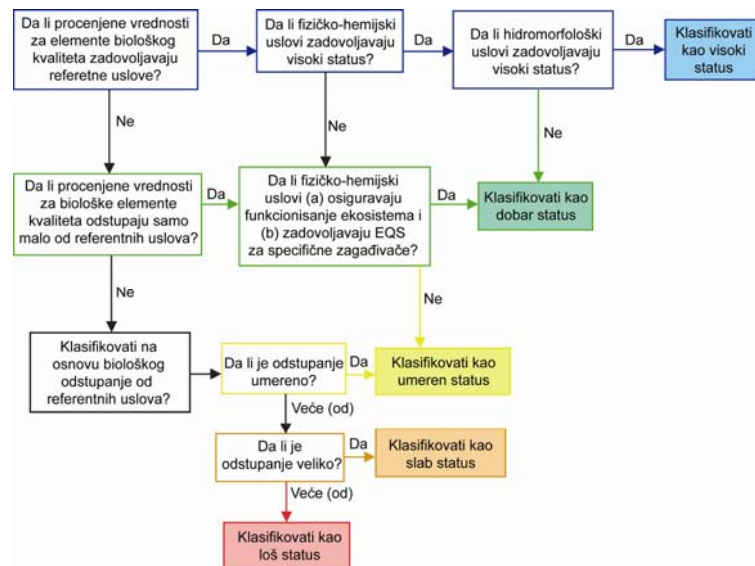 Da li procenjene vrednosti
za elemente biološkog
kvaliteta zadovoljavaju
referetne uslove?
Da
Da li fizičko-hemijski
uslovi zadovoljavaju
visoki status?
Da
Da li hidromorfološki
uslovi zadovoljavaju
visoki status?
Da
Klasifikovati
kao visoki
status
Ne
Ne
Ne
Da li procenjene vrednosti
za biološke elemente
kvaliteta odstupaju samo
malo od referentnih uslova?
Da
Da li fizičko-hemijski
uslovi (a) osiguravaju
funkcionisanje ekosistema i
(b) zadovoljavaju EQS
za specifične zagađivače?
Da
Klasifikovati kao
dobar status
Ne
Ne
Klasifikovati na
osnovu biološkog
odstupanje od
referentnih uslova?
Da li je odstupanje
umereno?
Da
Klasifikovati kao
umeren status
Veće (od)
Da li je
odstupanje veliko?
Da
Klasifikovati kao
slab status
Veće (od)
Klasifikovati kao
loš status